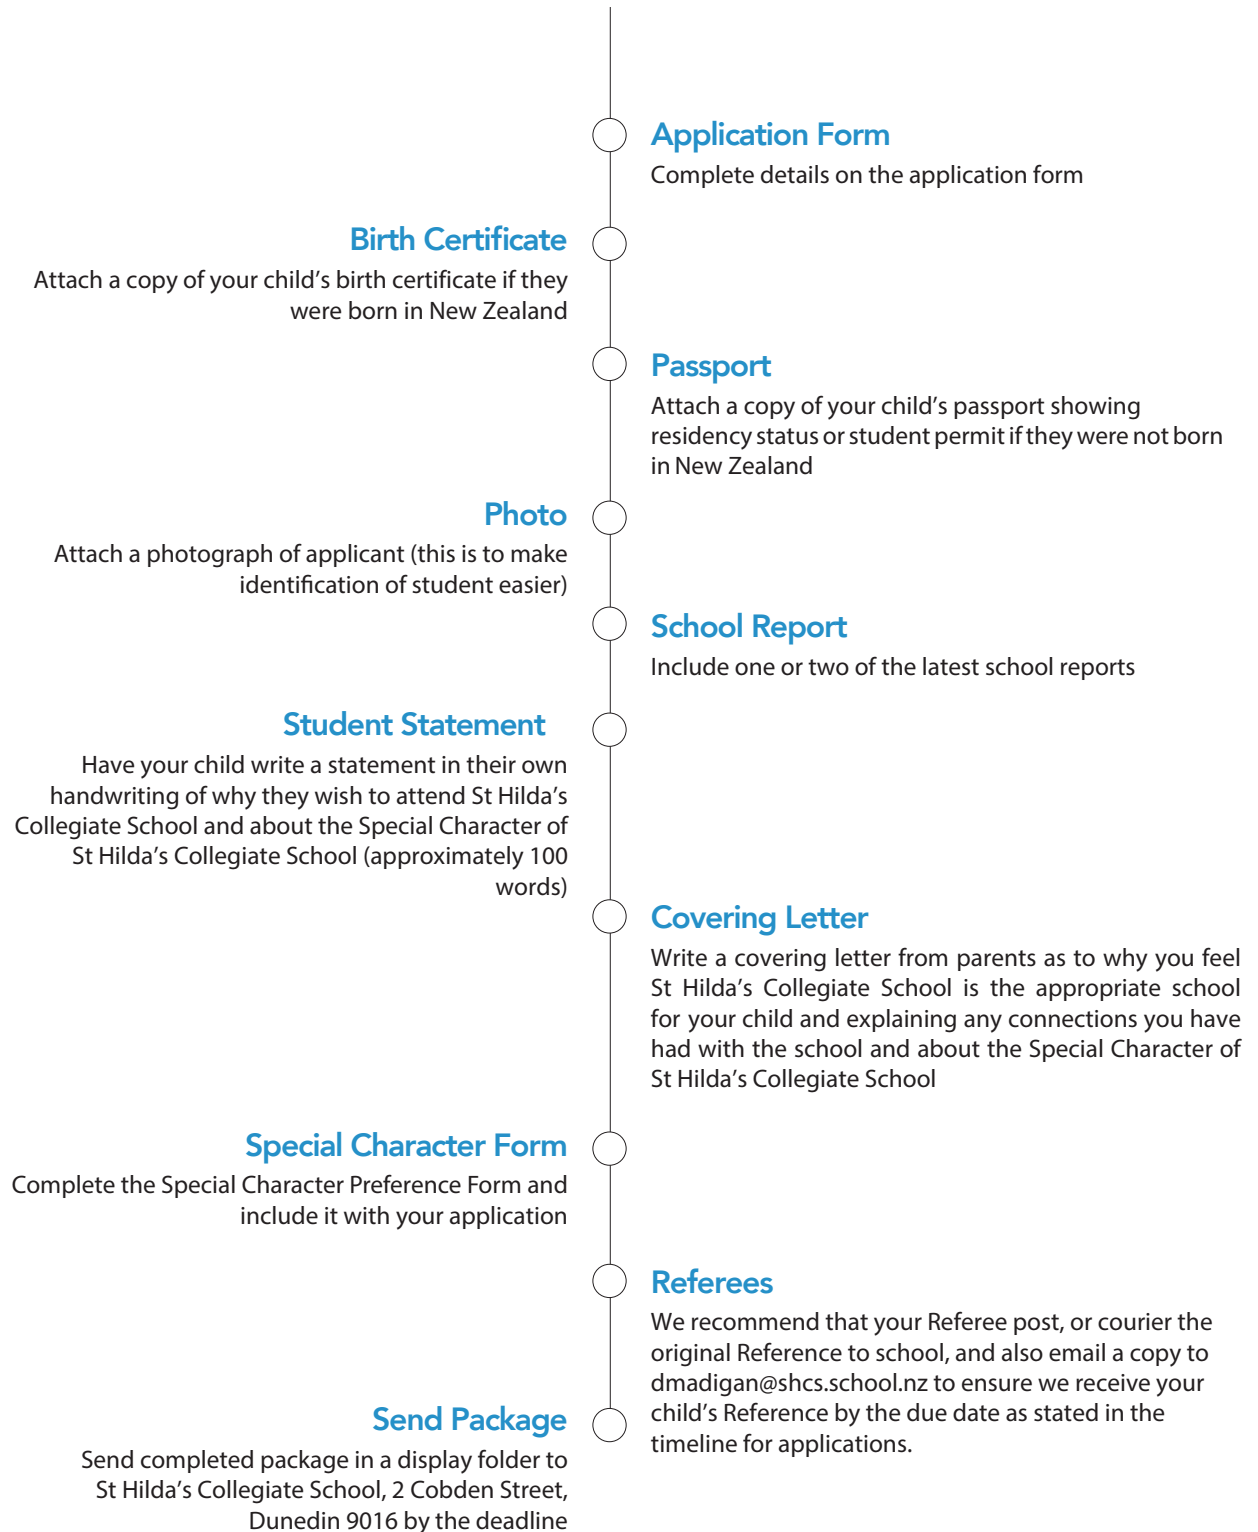 Application Form
Complete details on the application form
Birth Certificate
Attach a copy of your child’s birth certificate if they
were born in New Zealand
Passport
Attach a copy of your child’s passport showing
residency status or student permit if they were not born
in New Zealand
Photo
Attach a photograph of applicant (this is to make
identification of student easier)
School Report
Include one or two of the latest school reports
Student Statement
Have your child write a statement in their own
handwriting of why they wish to attend St Hilda’s
Collegiate School and about the Special Character of
St Hilda’s Collegiate School (approximately 100
words)
Covering Letter
Write a covering letter from parents as to why you feel
St Hilda’s Collegiate School is the appropriate school
for your child and explaining any connections you have
had with the school and about the Special Character of
St Hilda’s Collegiate School
Special Character Form
Complete the Special Character Preference Form and
include it with your application
Referees
We recommend that your Referee post, or courier the
original Reference to school, and also email a copy to
dmadigan@shcs.school.nz to ensure we receive your
child’s Reference by the due date as stated in the
timeline for applications.
Send Package
Send completed package in a display folder to
St Hilda’s Collegiate School, 2 Cobden Street,
Dunedin 9016 by the deadline